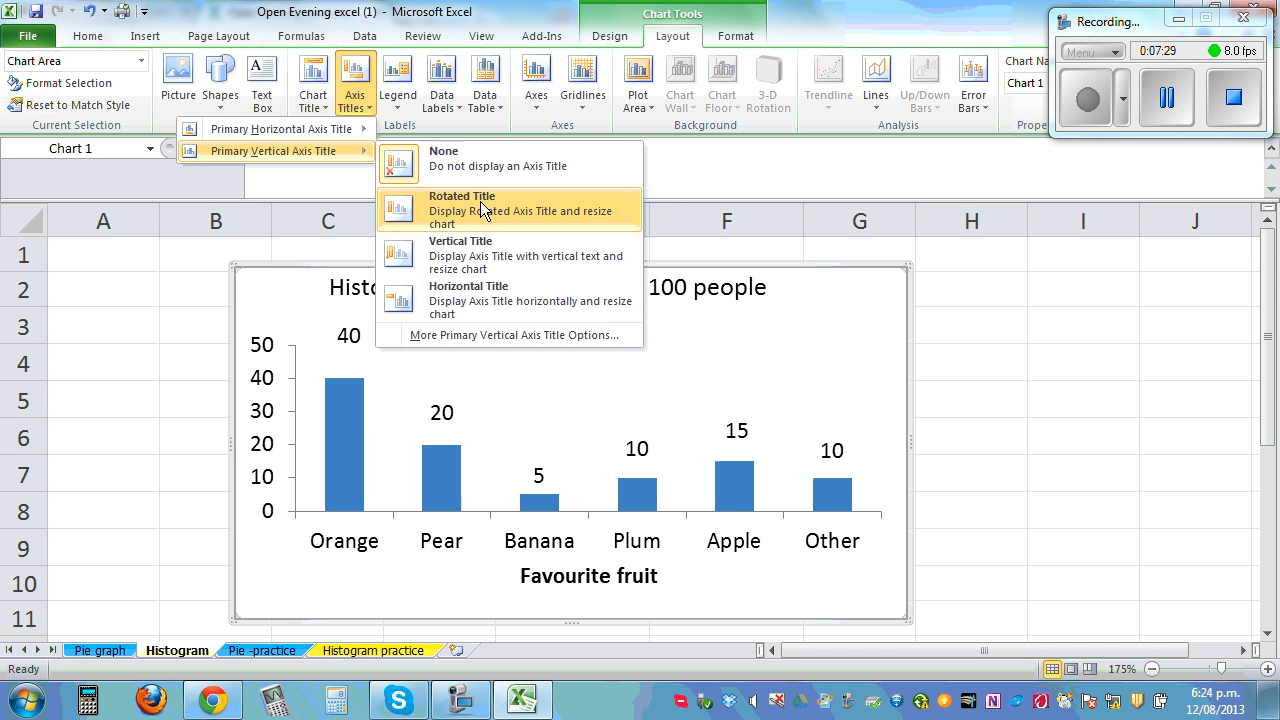 Open Evening excel (1) - Microsoft Excel
Chart Tools
File Home Insert Page Layout Formulas Data Review View Add-Ins Design Layout Format
Recording...
Menu 0:07:29 8.0 fps
Chart Area
Format Selection
Reset to Match Style
Current Selection
Picture
Shapes
Text Box
Chart Title
Axis Titles
Legend
Data Labels
Data Table
Labels
Axes
Gridlines
Axes
Plot Area
Chart Wall
Chart Floor
3-D Rotation
Background
Trendline
Lines
Up/Down Bars
Error Bars
Analysis
Chart Na
Chart 1
Prope
Primary Horizontal Axis Title
Primary Vertical Axis Title
None
Do not display an Axis Title
Rotated Title
Display Rotated Axis Title and resize
chart
Vertical Title
Display Axis Title with vertical text and
resize chart
Horizontal Title
Display Axis Title horizontally and resize
chart
More Primary Vertical Axis Title Options...
Chart 1
A B C F G H I J
1
2
3
4
5
6
7
8
9
10
11
Histo 100 people
50
40
30
20
10
0
40 20 5 10 15 10
Orange Pear Banana Plum Apple Other
Favourite fruit
Pie graph Histogram Pie -practice Histogram practice
Ready 175%
6:24 p.m.
12/08/2013